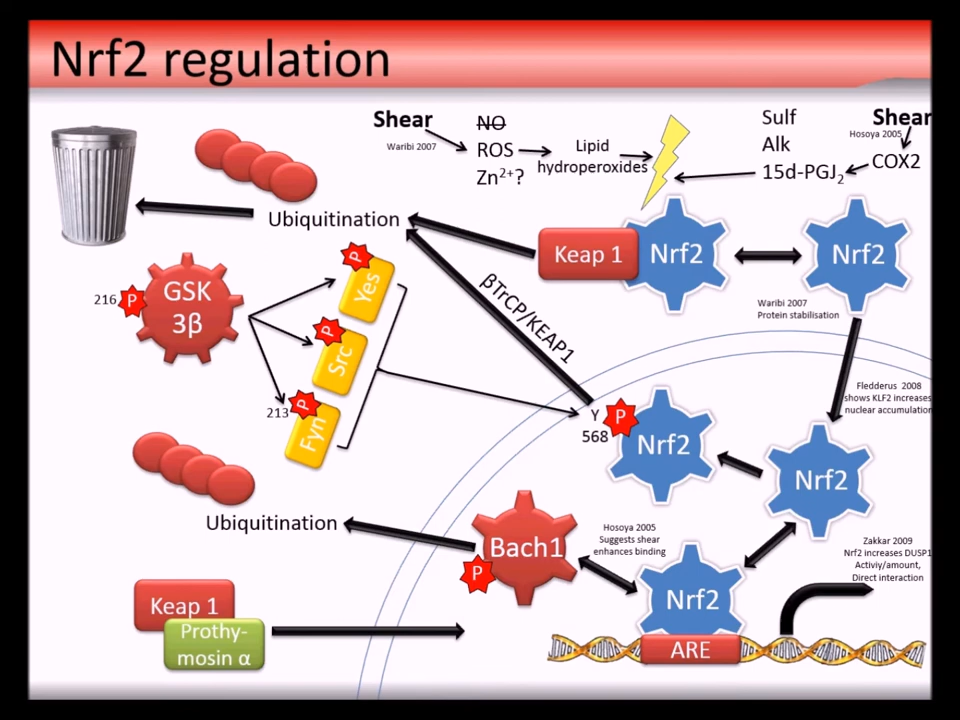 Nrf2 regulation
Shear
Waribi 2007
NO
ROS
Zn²⁺?
Lipid
hydroperoxides
Sulf
Alk
15d-PGJ₂
Shear
Hosoya 2005
COX2
Ubiquitination
Keap 1
Nrf2
Nrf2
GSK
3β
216
P
P
Yes
P
Src
213
P
Fyn
βTrCP/KEAP1
Waribi 2007
Protein stabilisation
Fledderus 2008
shows KLF2 increases
nuclear accumulation
Y
568
P
Nrf2
Nrf2
Ubiquitination
Bach1
P
Hosoya 2005
Suggests shear
enhances binding
Nrf2
Zakkar 2009
Nrf2 increases DUSP1
Activiy/amount,
Direct interaction
Keap 1
Prothy-
mosin α
ARE